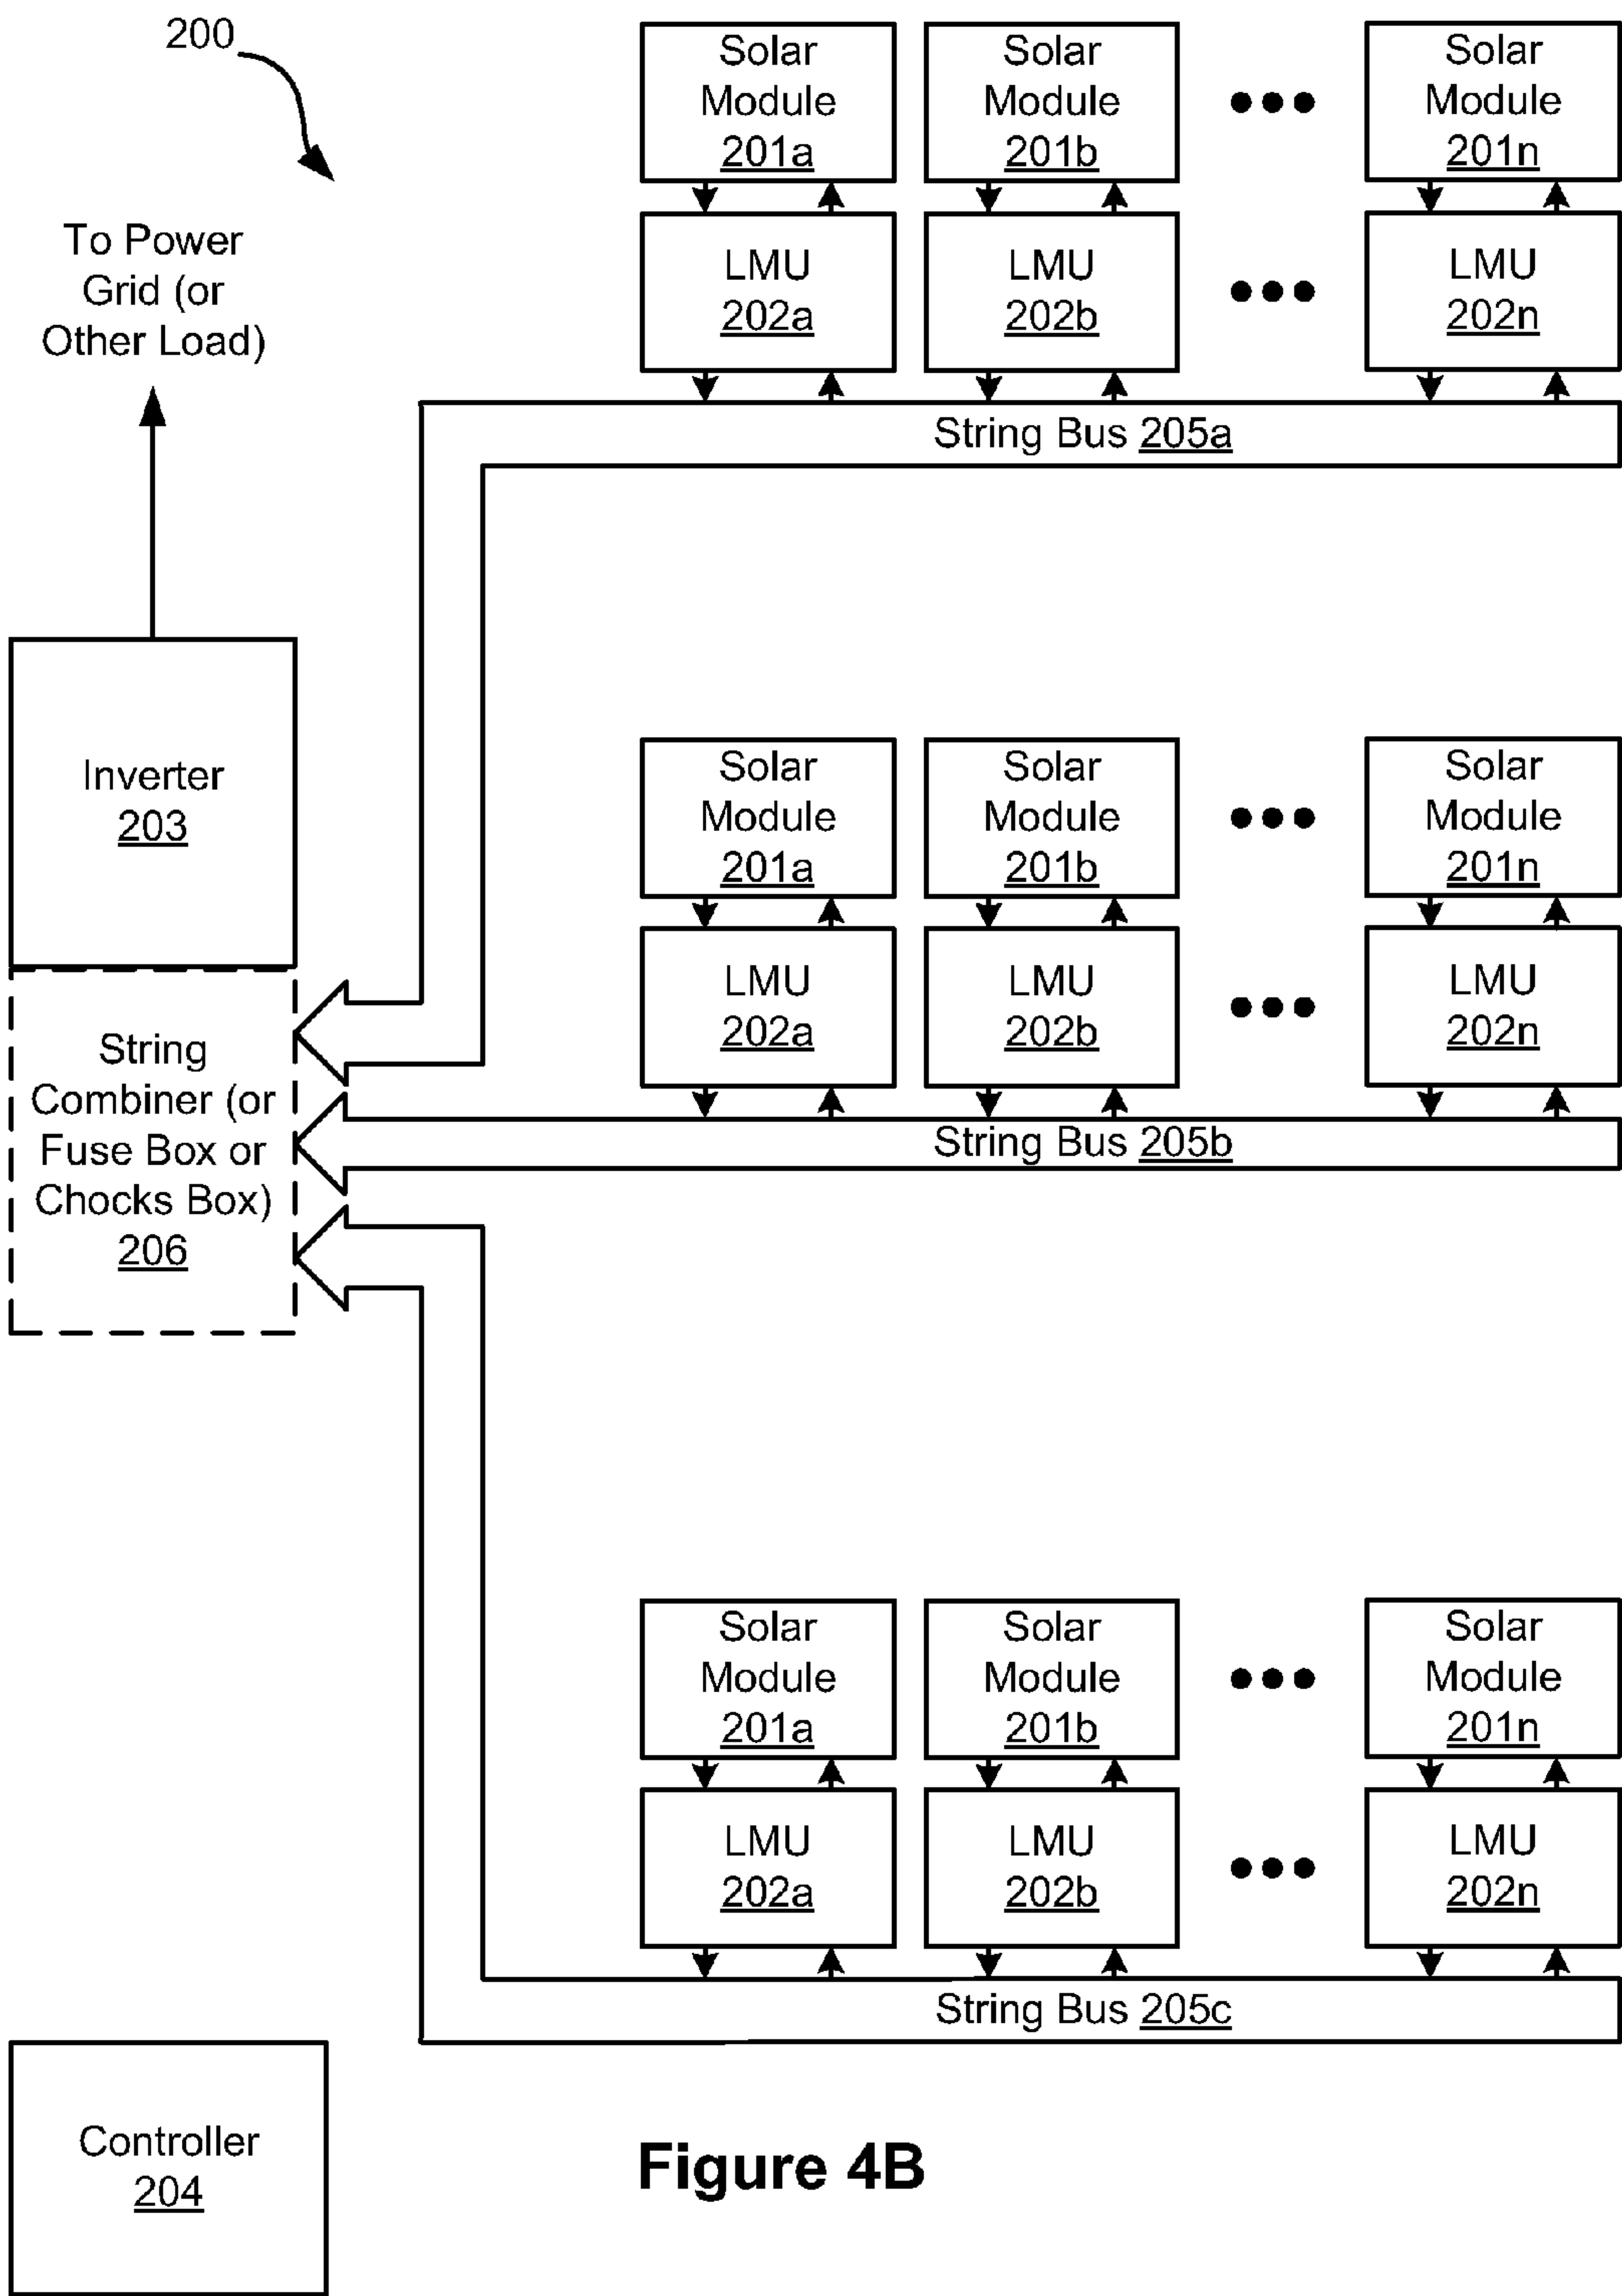 200
To Power
Grid (or
Other Load)
Solar
Module
201a
Solar
Module
201b
Solar
Module
201n
LMU
202a
LMU
202b
LMU
202n
String Bus 205a
Inverter
203
Solar
Module
201a
Solar
Module
201b
Solar
Module
201n
LMU
202a
LMU
202b
LMU
202n
String Bus 205b
String
Combiner (or
Fuse Box or
Chocks Box)
206
Solar
Module
201a
Solar
Module
201b
Solar
Module
201n
LMU
202a
LMU
202b
LMU
202n
String Bus 205c
Controller
204
Figure 4B